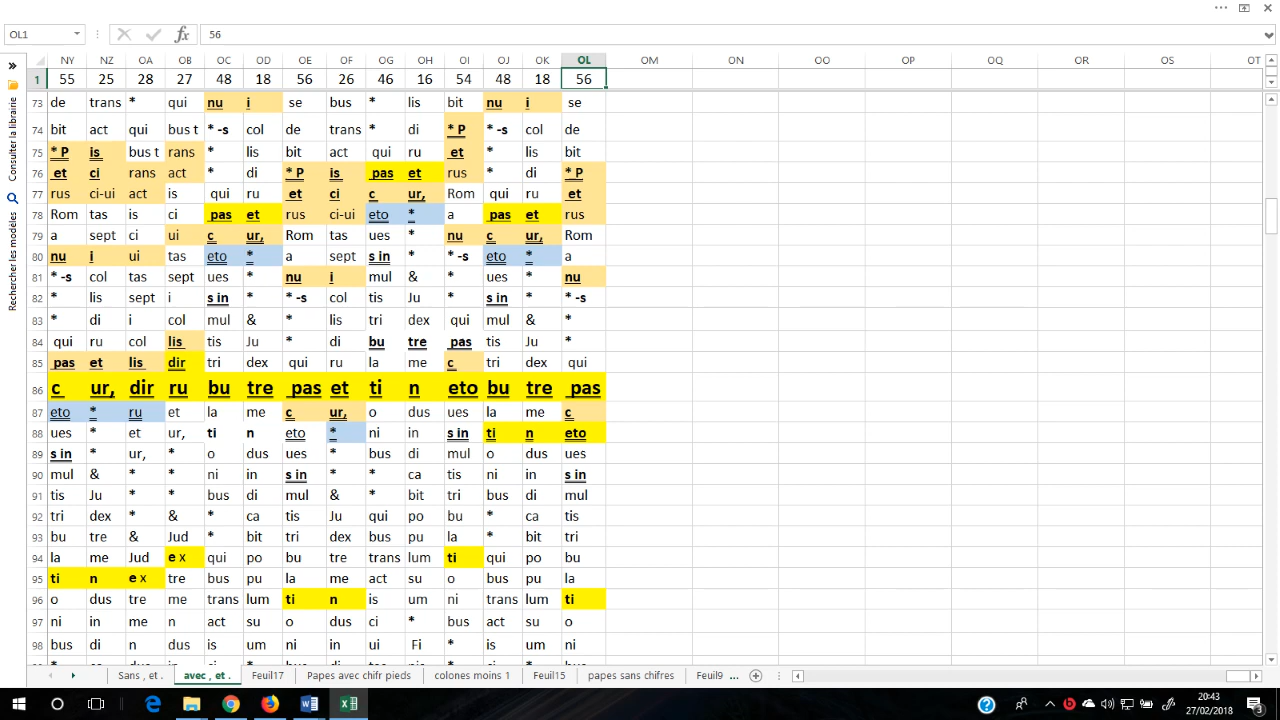 OL1 56
Consulter la librairie
Rechercher les modèles
NY NZ OA OB OC OD OE OF OG OH OI OJ OK OL OM ON OO OP OQ OR OS OT
1 55 25 28 27 48 18 56 26 46 16 54 48 18 56
73 de trans * qui nu i se bus * lis bit nu i se
74 bit act qui bus t * -s col de trans * di * P * -s col de
75 * P is bus t rans * lis bit act qui ru et * lis bit
76 et ci rans act * di * P is pas et rus * di * P
77 rus ci-ui act is qui ru et ci c ur, Rom qui ru et
78 Rom tas is ci pas et rus ci-ui eto * a pas et rus
79 a sept ci ui c ur, Rom tas ues * nu c ur, Rom
80 nu i ui tas eto * a sept s in * * -s eto * a
81 * -s col tas sept ues * nu i mul & * ues * nu
82 * lis sept i s in * * -s col tis Ju * s in * * -s
83 * di i col mul & * lis tri dex qui mul & *
84 qui ru col lis tis Ju * di bu tre pas tis Ju *
85 pas et lis dir tri dex qui ru la me c tri dex qui
86 c ur, dir ru bu tre pas et ti n eto bu tre pas
87 eto * ru et la me c ur, o dus ues la me c
88 ues * et ur, ti n eto * ni in s in ti n eto
89 s in * ur, * o dus ues * bus di mul o dus ues
90 mul & * * ni in s in * * ca tis ni in s in
91 tis Ju * * bus di mul & * bit tri bus di mul
92 tri dex * & * ca tis Ju qui po bu * ca tis
93 bu tre & Jud * bit tri dex bus pu la * bit tri
94 la me Jud e x qui po bu tre trans lum ti qui po bu
95 ti n e x tre bus pu la me act su o bus pu la
96 o dus tre me trans lum ti n is um ni trans lum ti
97 ni in me n act su o dus ci * bus act su o
98 bus di n dus is um ni in ui Fi * is um ni
Sans , et . avec , et . Feuil17 Papes avec chifr pieds colones moins 1 Feuil13 papes sans chifres Feuil9 ...
20:43
27/02/2018